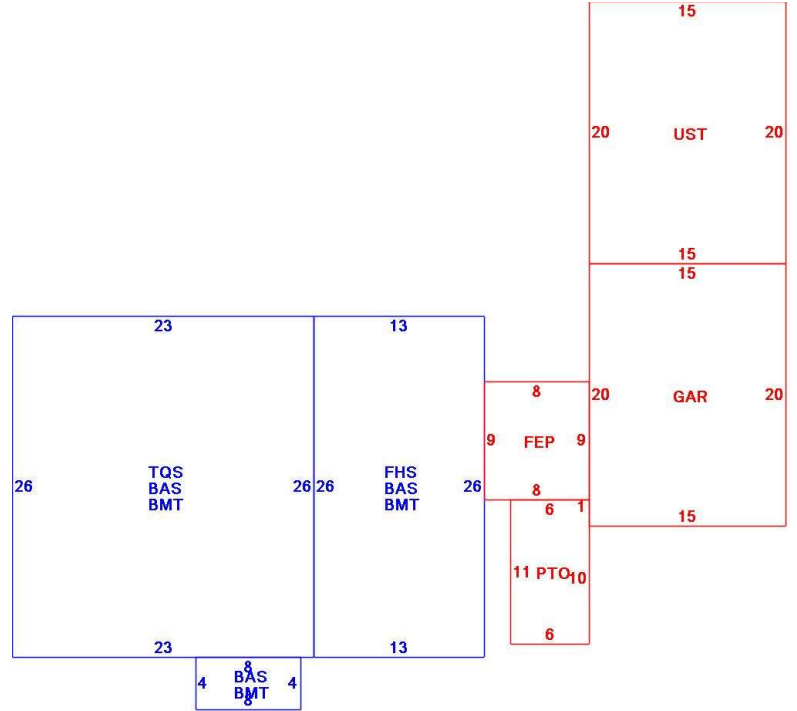 15
20 UST 20
15
15
23 13
8
20 GAR 20
9 FEP 9
TQS FHS
26 BAS 26 26 BAS 26
BMT BMT
8
6 1
15
11 PTO 10
6
23 13
8
4 BAS 4
BMT
8